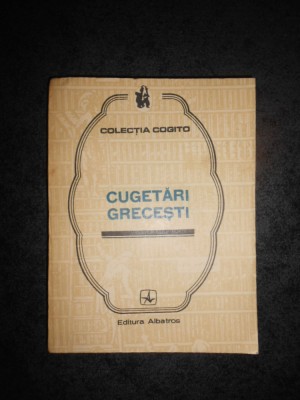 COLECȚIA COGITO
CUGETĂRI
GRECEȘTI
Editura Albatros